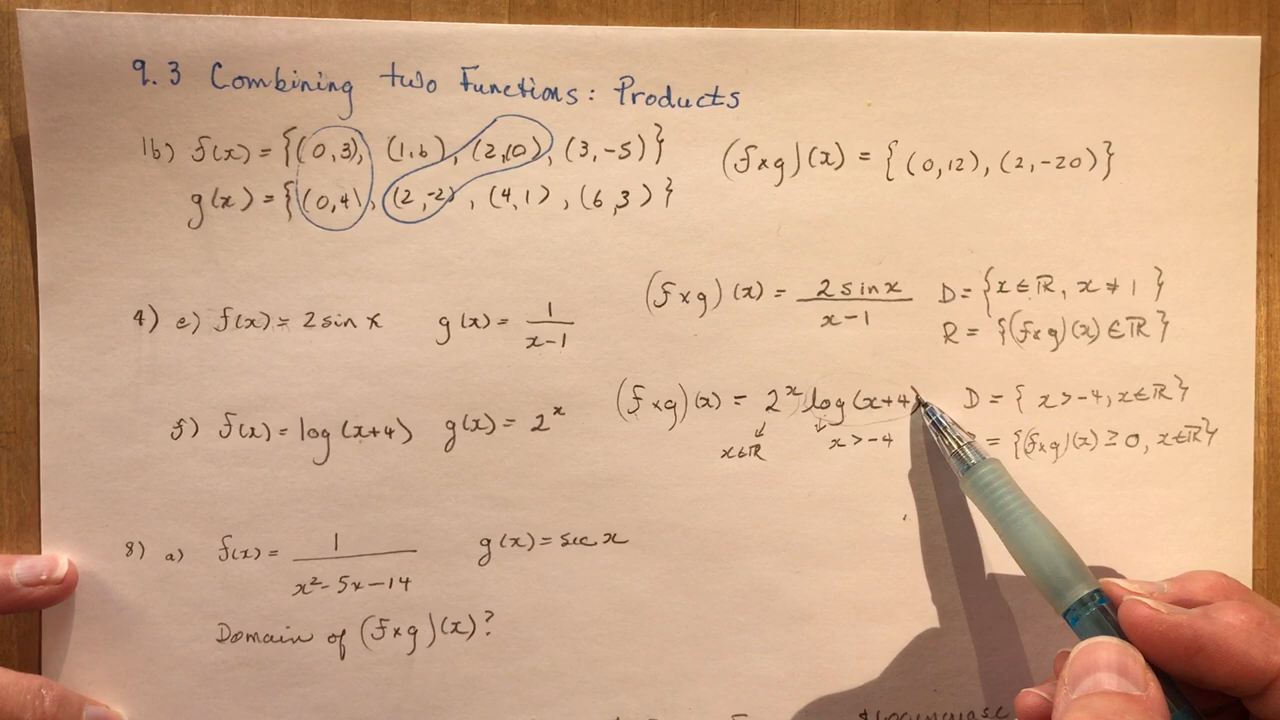 9.3 Combining two Functions: Products
1b) f(x) = {(0,3), (1,6), (2,10), (3,-5)}
g(x) = {(0,4), (2,-2), (4,1), (6,3)}
(f×g)(x) = {(0,12), (2,-20)}
4) e) f(x) = 2 sin x g(x) = 1/(x-1)
(f×g)(x) = 2 sin x/(x-1) D = {x∈ℝ, x≠1}
R = {(f×g)(x)∈ℝ}
f) f(x) = log(x+4) g(x) = 2^x
(f×g)(x) = 2^x log(x+4) D = {x>-4, x∈ℝ}
x∈ℝ x>-4 = {(f×g)(x) ≥ 0, x∈ℝ}
8) a) f(x) = 1/(x²-5x-14) g(x) = sec x
Domain of (f×g)(x)?